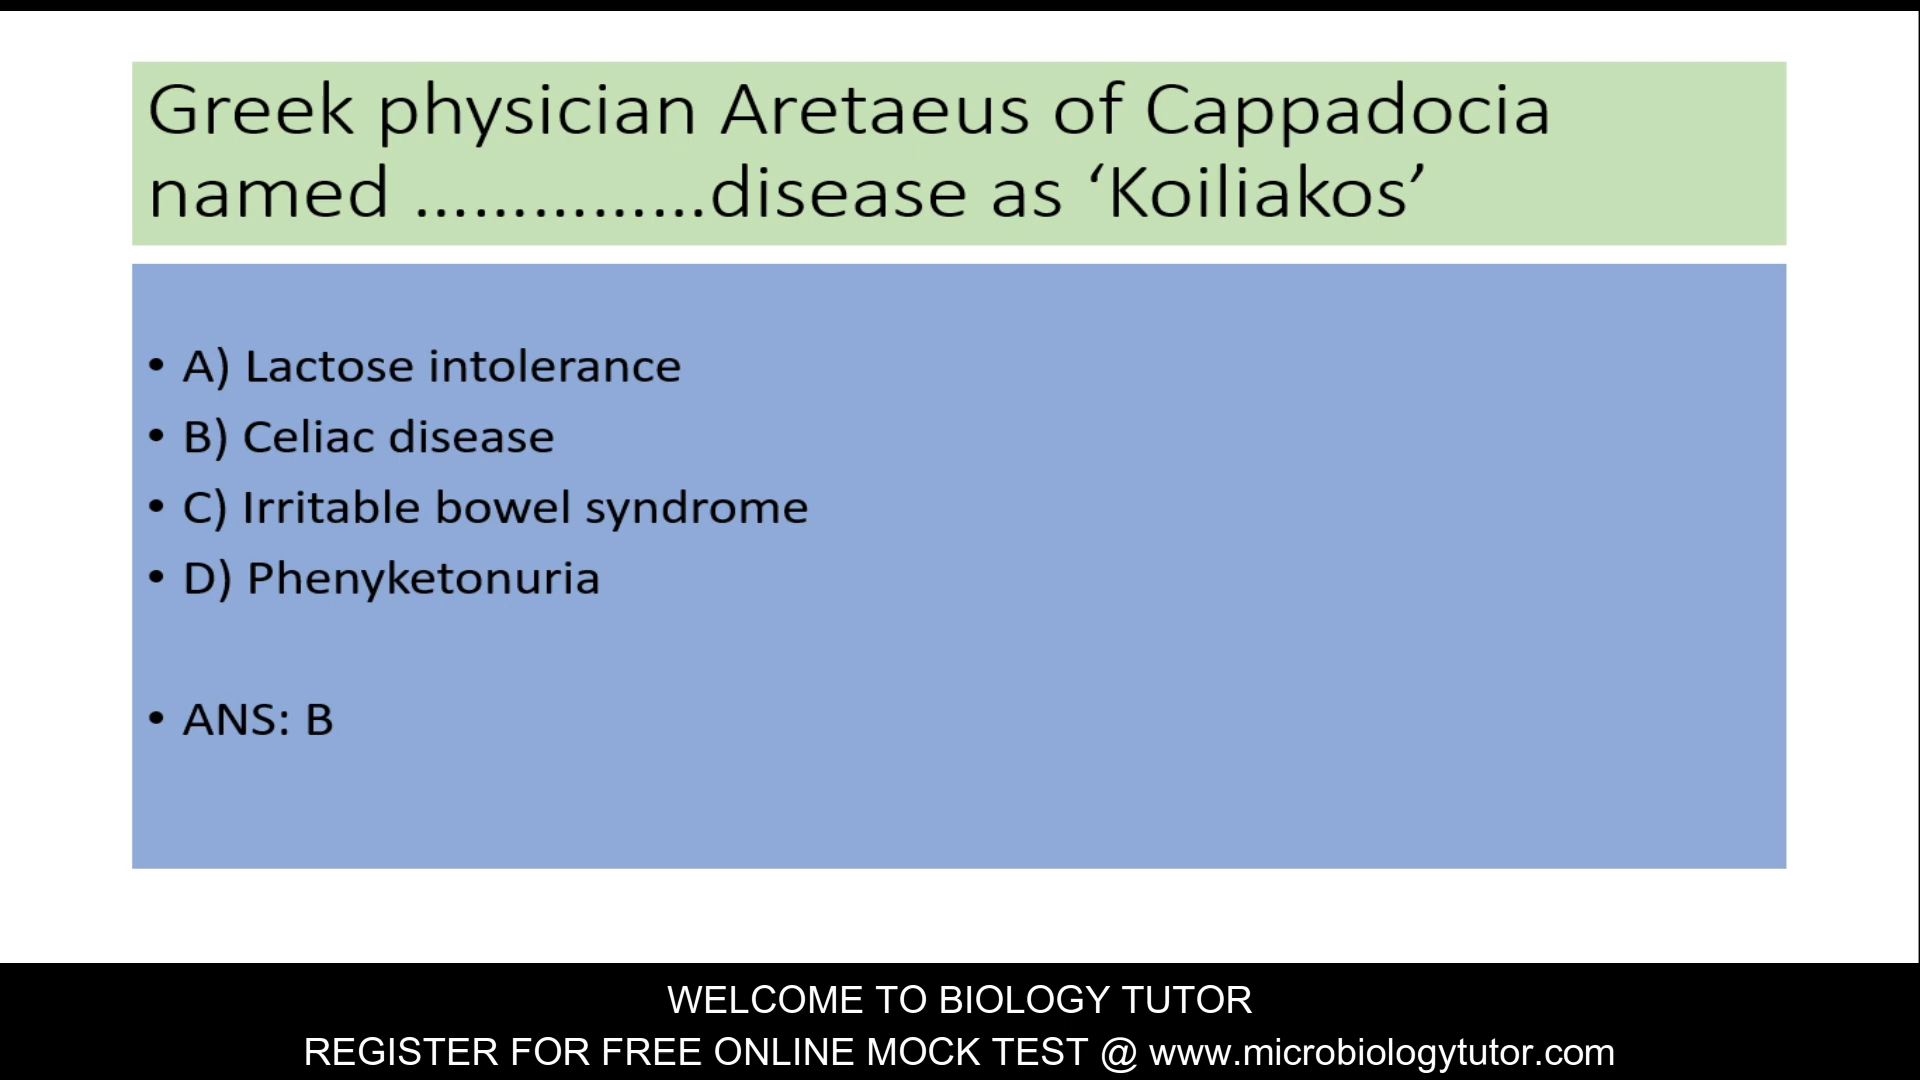 Greek physician Aretaeus of Cappadocia
named ...............disease as ‘Koiliakos’
• A) Lactose intolerance
• B) Celiac disease
• C) Irritable bowel syndrome
• D) Phenyketonuria
• ANS: B
WELCOME TO BIOLOGY TUTOR
REGISTER FOR FREE ONLINE MOCK TEST @ www.microbiologytutor.com